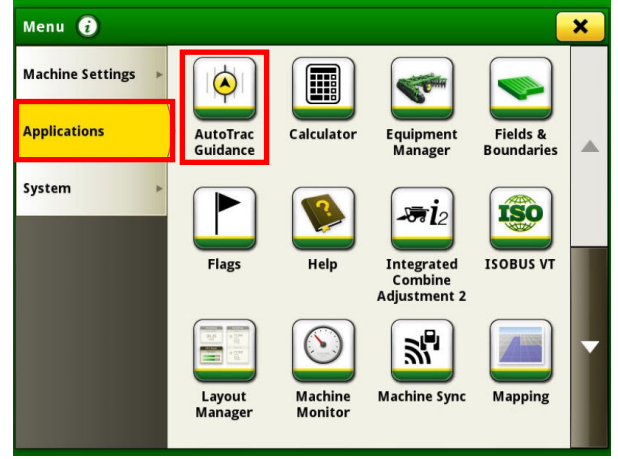 Menu i
Machine Settings
Applications
System
AutoTrac
Guidance
Calculator
Equipment
Manager
Fields &
Boundaries
Flags
? Help
i2
Integrated
Combine
Adjustment 2
ISO
ISOBUS VT
Layout
Manager
Machine
Monitor
Machine Sync
Mapping